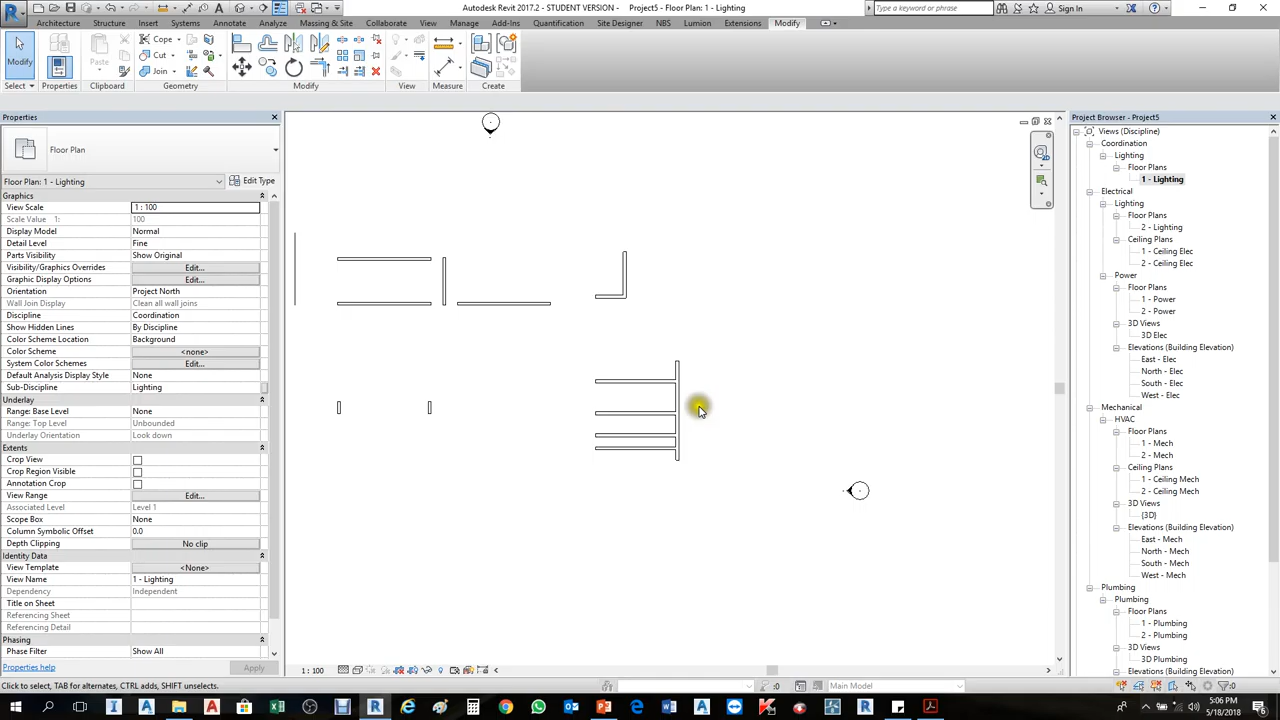 Autodesk Revit 2017.2 - STUDENT VERSION - Project5 - Floor Plan: 1 - Lighting
Type a keyword or phrase
Sign In
Architecture Structure Insert Systems Annotate Analyze Massing & Site Collaborate View Manage Add-Ins Quantification Site Designer NBS Lumion Extensions Modify
Modify
Paste
Cope
Cut
Join
Select Properties Clipboard Geometry Modify View Measure Create
Properties
Floor Plan
Floor Plan: 1 - Lighting
Edit Type
Graphics
View Scale 1 : 100
Scale Value 1: 100
Display Model Normal
Detail Level Fine
Parts Visibility Show Original
Visibility/Graphics Overrides Edit...
Graphic Display Options Edit...
Orientation Project North
Wall Join Display Clean all wall joins
Discipline Coordination
Show Hidden Lines By Discipline
Color Scheme Location Background
Color Scheme <none>
System Color Schemes Edit...
Default Analysis Display Style None
Sub-Discipline Lighting
Underlay
Range: Base Level None
Range: Top Level Unbounded
Underlay Orientation Look down
Extents
Crop View
Crop Region Visible
Annotation Crop
View Range Edit...
Associated Level Level 1
Scope Box None
Column Symbolic Offset 0.0
Depth Clipping No clip
Identity Data
View Template <None>
View Name 1 - Lighting
Dependency Independent
Title on Sheet
Referencing Sheet
Referencing Detail
Phasing
Phase Filter Show All
Properties help
Apply
1 : 100
Project Browser - Project5
Views (Discipline)
Coordination
Lighting
Floor Plans
1 - Lighting
Electrical
Lighting
Floor Plans
2 - Lighting
Ceiling Plans
1 - Ceiling Elec
2 - Ceiling Elec
Power
Floor Plans
1 - Power
2 - Power
3D Views
3D Elec
Elevations (Building Elevation)
East - Elec
North - Elec
South - Elec
West - Elec
Mechanical
HVAC
Floor Plans
1 - Mech
2 - Mech
Ceiling Plans
1 - Ceiling Mech
2 - Ceiling Mech
3D Views
{3D}
Elevations (Building Elevation)
East - Mech
North - Mech
South - Mech
West - Mech
Plumbing
Plumbing
Floor Plans
1 - Plumbing
2 - Plumbing
3D Views
3D Plumbing
Elevations (Building Elevation)
Click to select, TAB for alternates, CTRL adds, SHIFT unselects.
:0
Main Model
:0
5:06 PM
5/18/2018